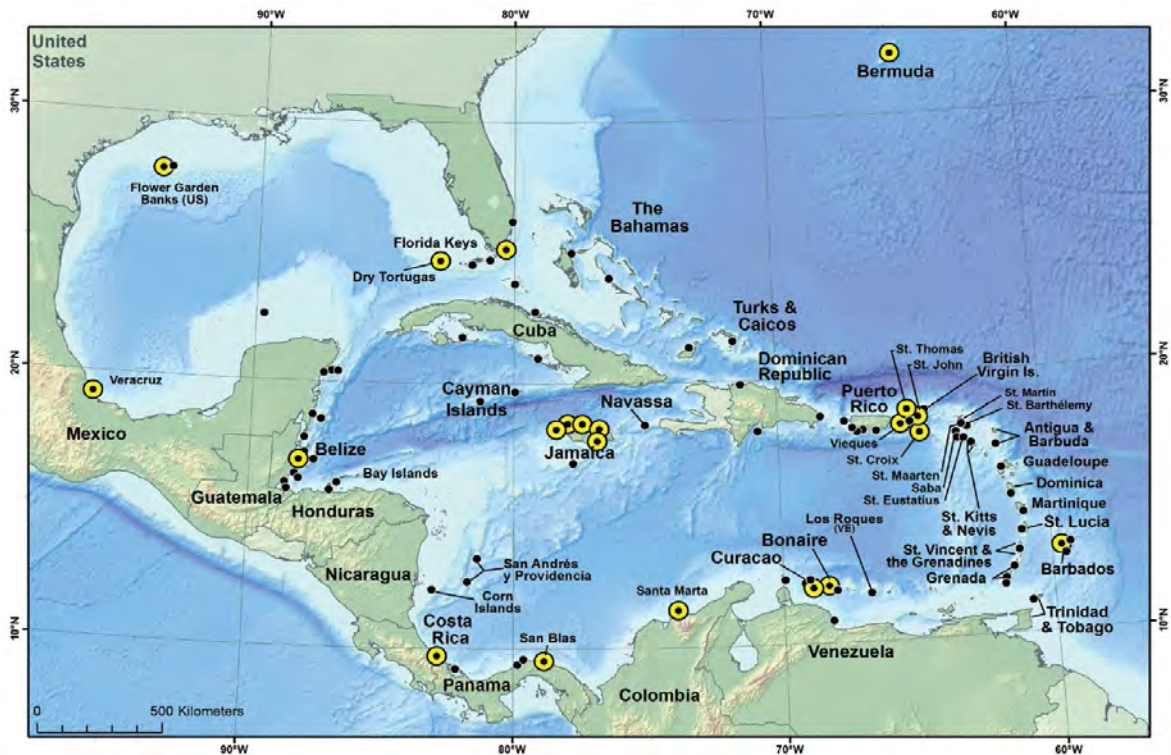 90°W
80°W
70°W
60°W
United
States
Bermuda
30°N
30°N
Flower Garden
Banks (US)
The
Bahamas
Florida Keys
Dry Tortugas
Turks &
Caicos
Cuba
20°N
20°N
Veracruz
Mexico
Cayman
Islands
Navassa
Dominican
Republic
Puerto
Rico
St. Thomas
St. John
British
Virgin Is.
St. Martin
St. Barthélemy
Antigua &
Barbuda
Vieques
St. Croix
St. Maarten
Saba
St. Eustatius
St. Kitts
& Nevis
Guadeloupe
Dominica
Martinique
St. Lucia
Belize
Jamaica
Bay Islands
Guatemala
Honduras
Los Roques
(VE)
Bonaire
Curacao
St. Vincent &
the Grenadines
Grenada
Barbados
Nicaragua
San Andrés
y Providencia
Corn
Islands
Santa Marta
Costa
Rica
San Blas
10°N
10°N
Trinidad
& Tobago
Venezuela
Panama
Colombia
0
500 Kilometers
90°W
80°W
70°W
60°W